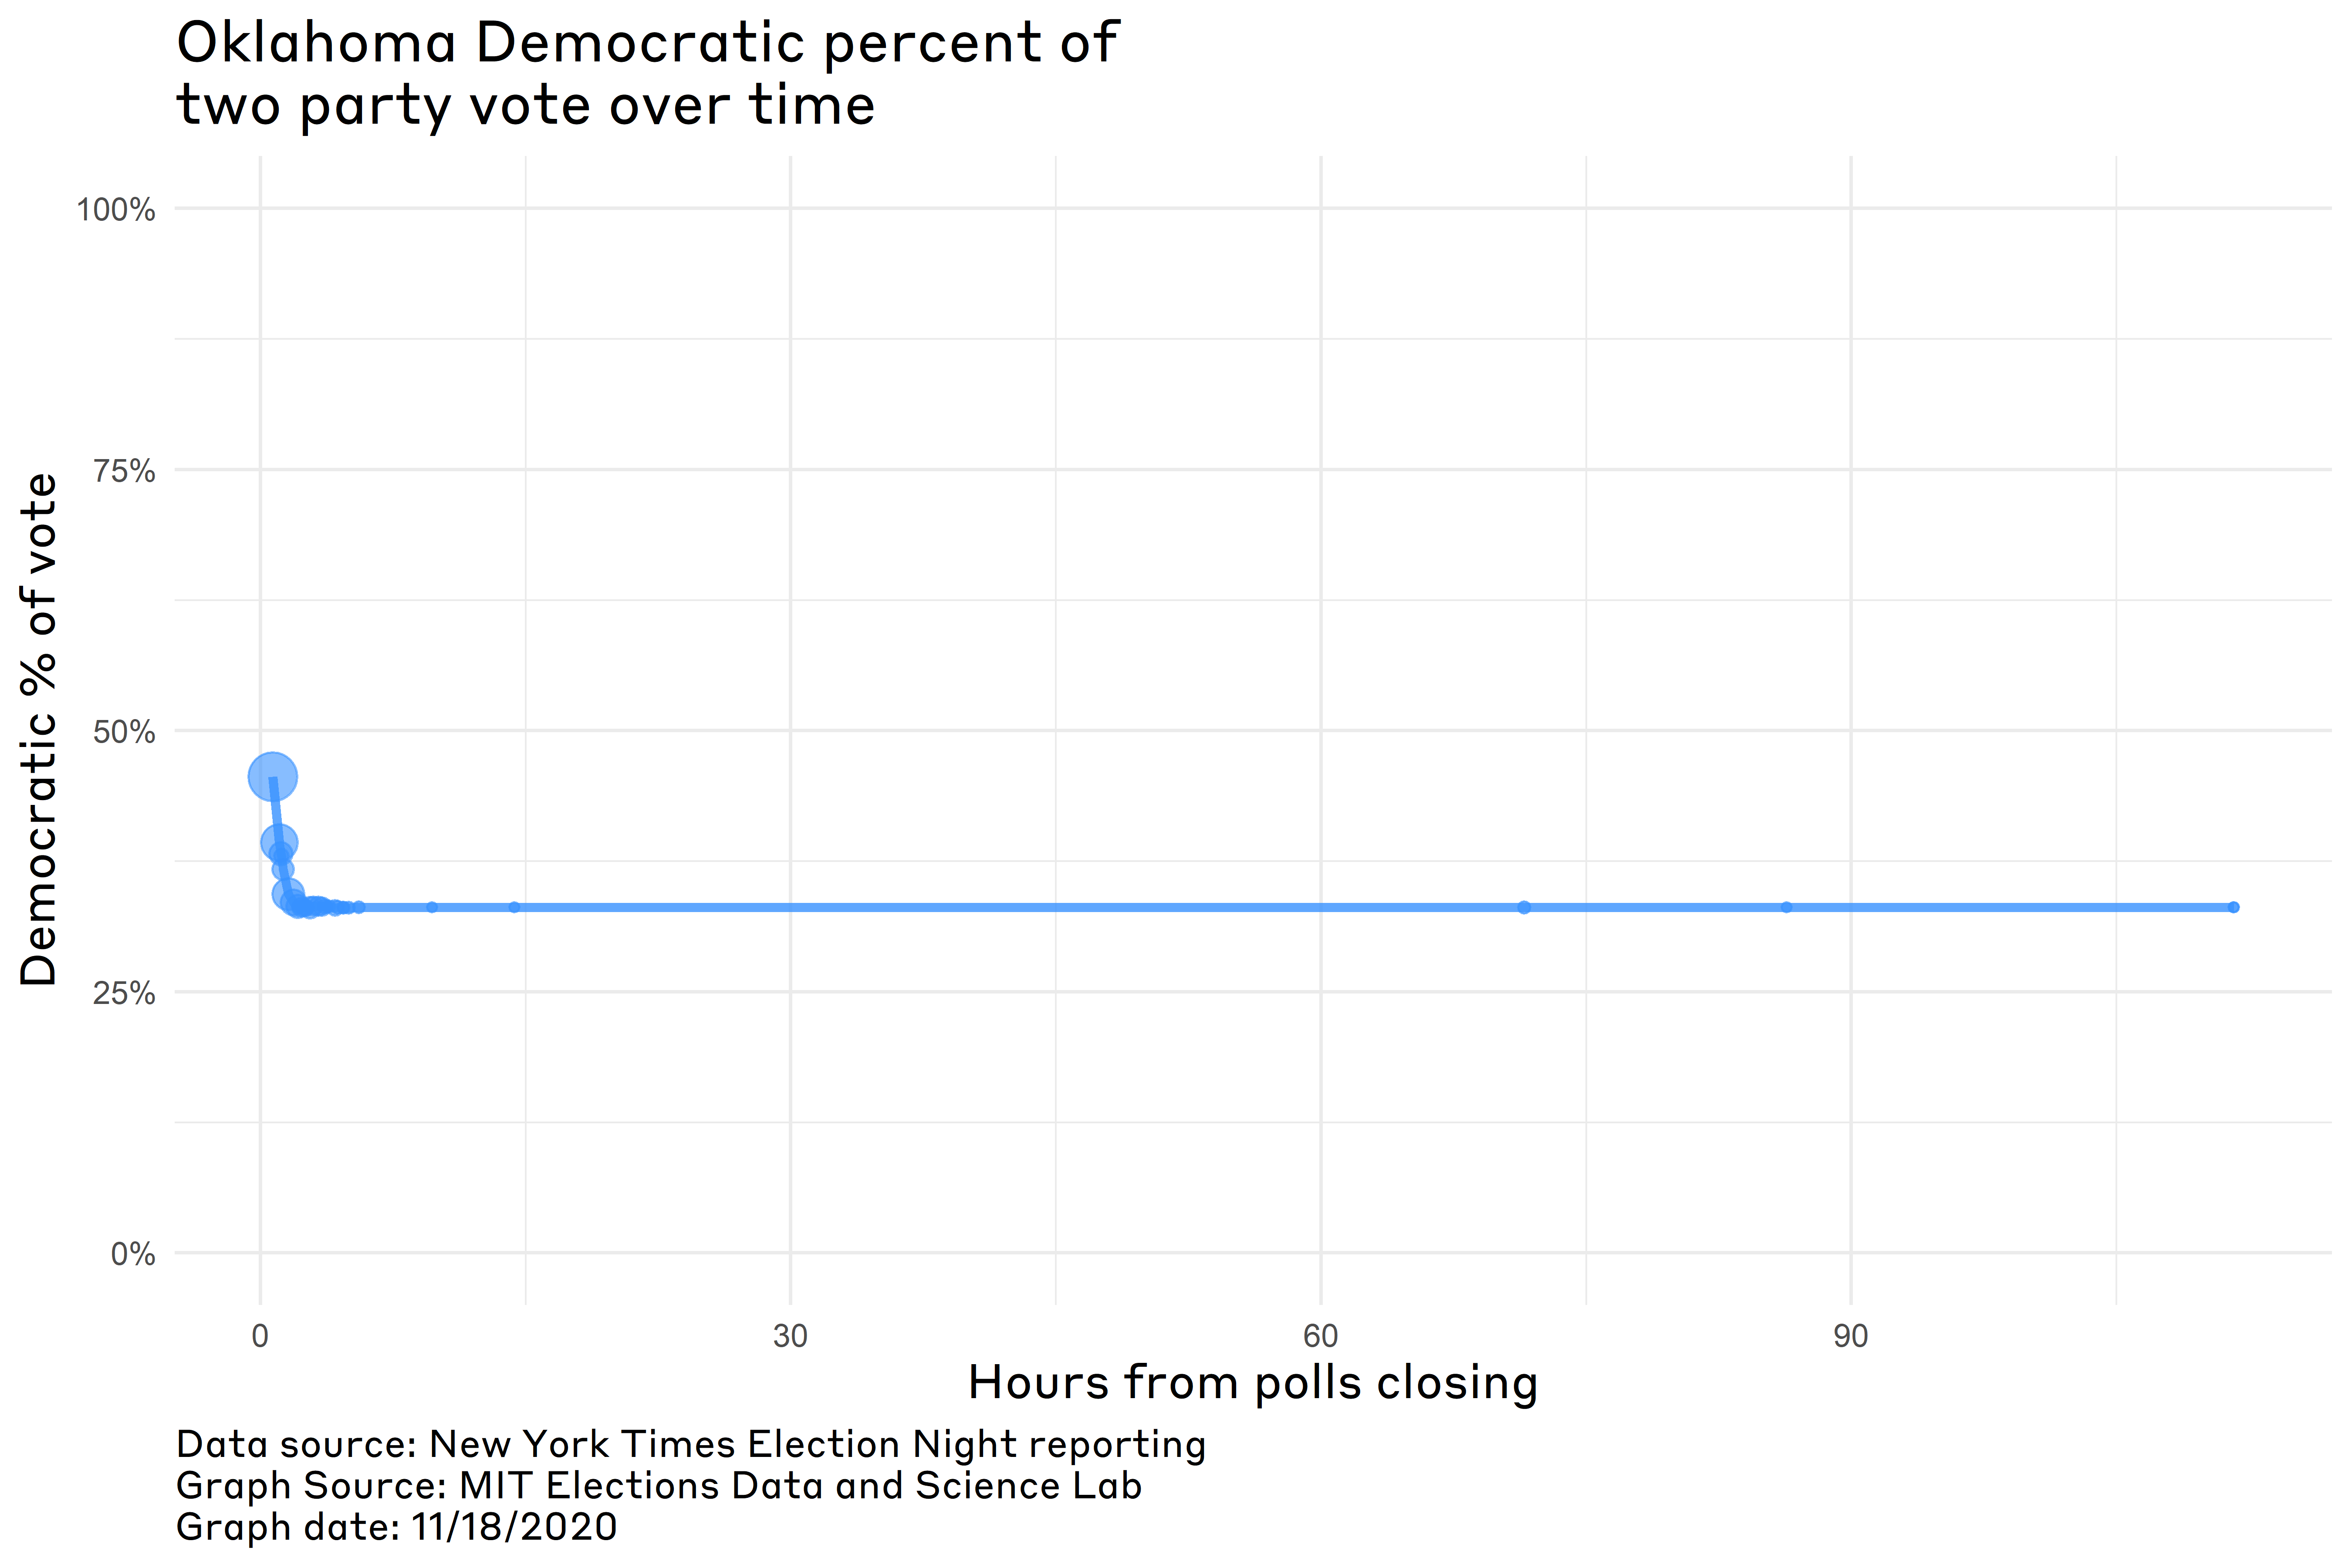 Oklahoma Democratic percent of
two party vote over time
Democratic % of vote
100%
75%
50%
25%
0%
0
30
60
90
Hours from polls closing
Data source: New York Times Election Night reporting
Graph Source: MIT Elections Data and Science Lab
Graph date: 11/18/2020